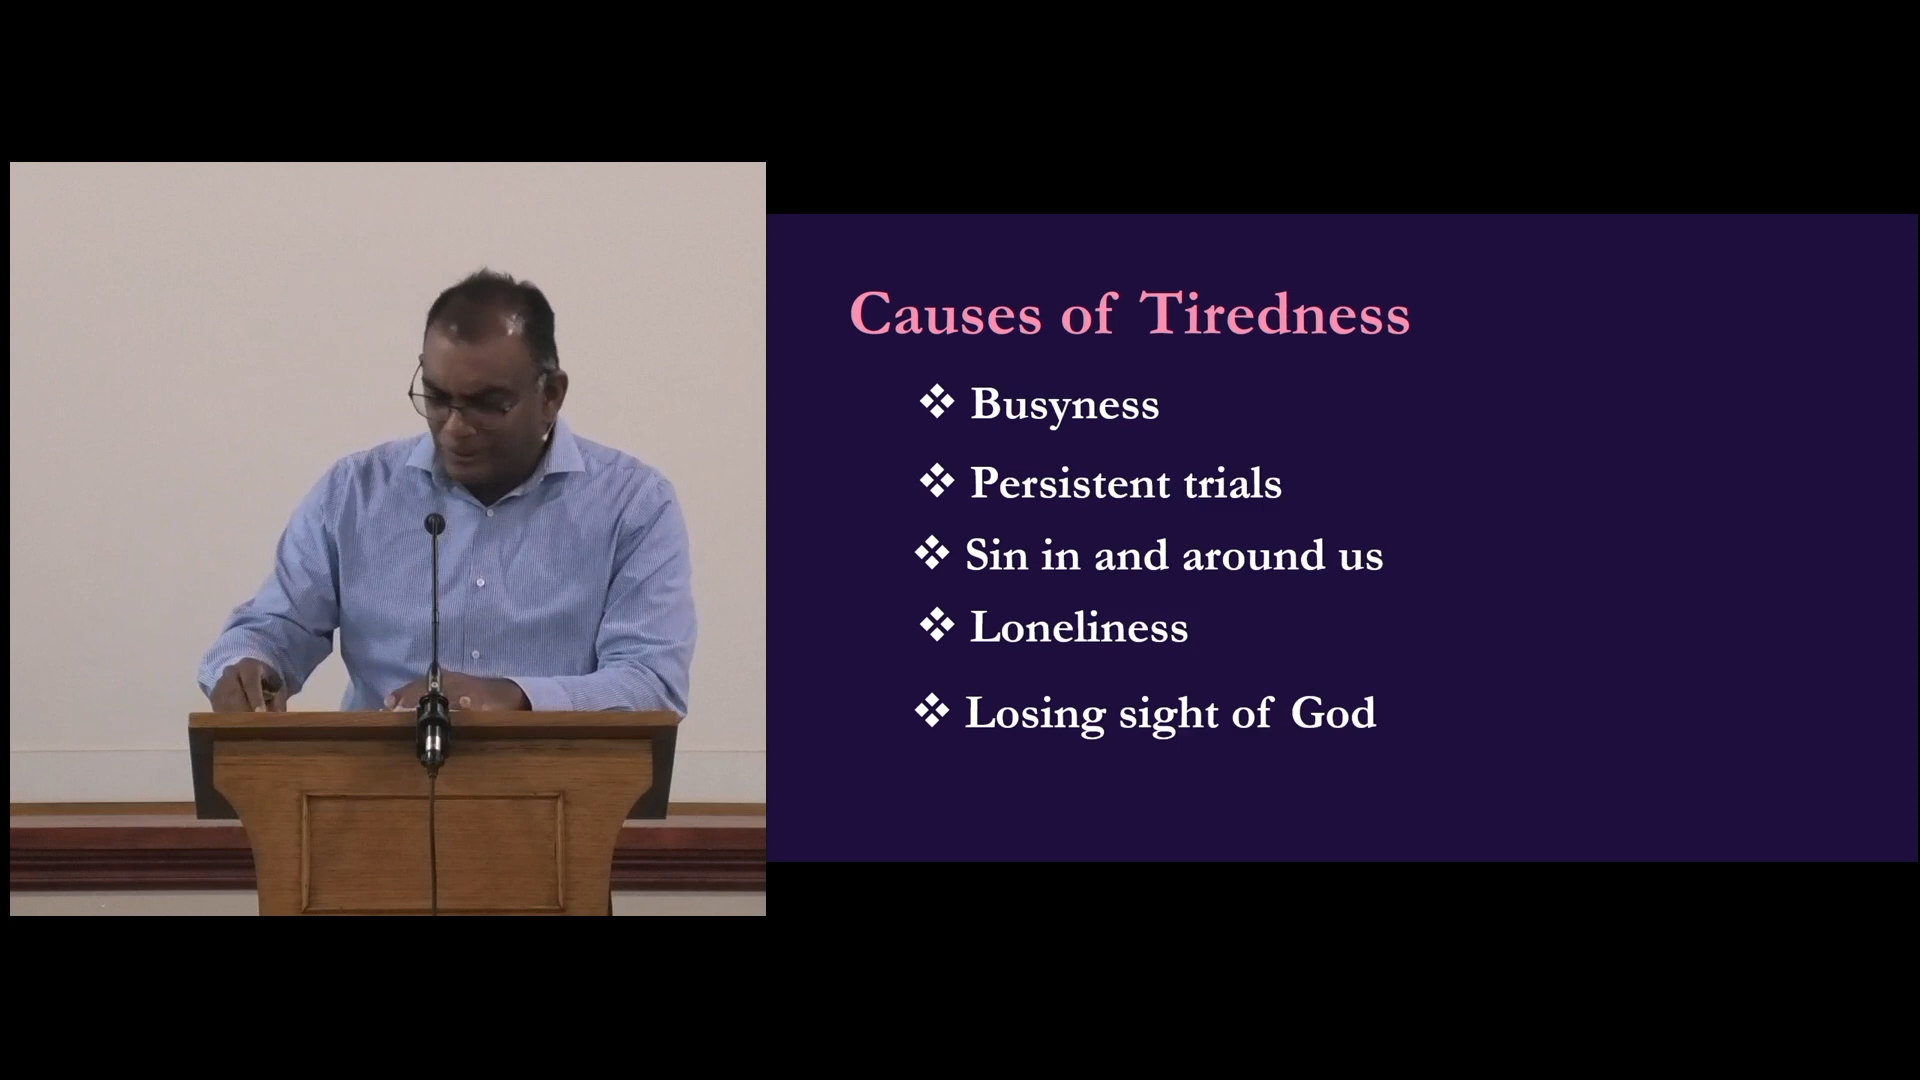 Causes of Tiredness
❖ Busyness
❖ Persistent trials
❖ Sin in and around us
❖ Loneliness
❖ Losing sight of God